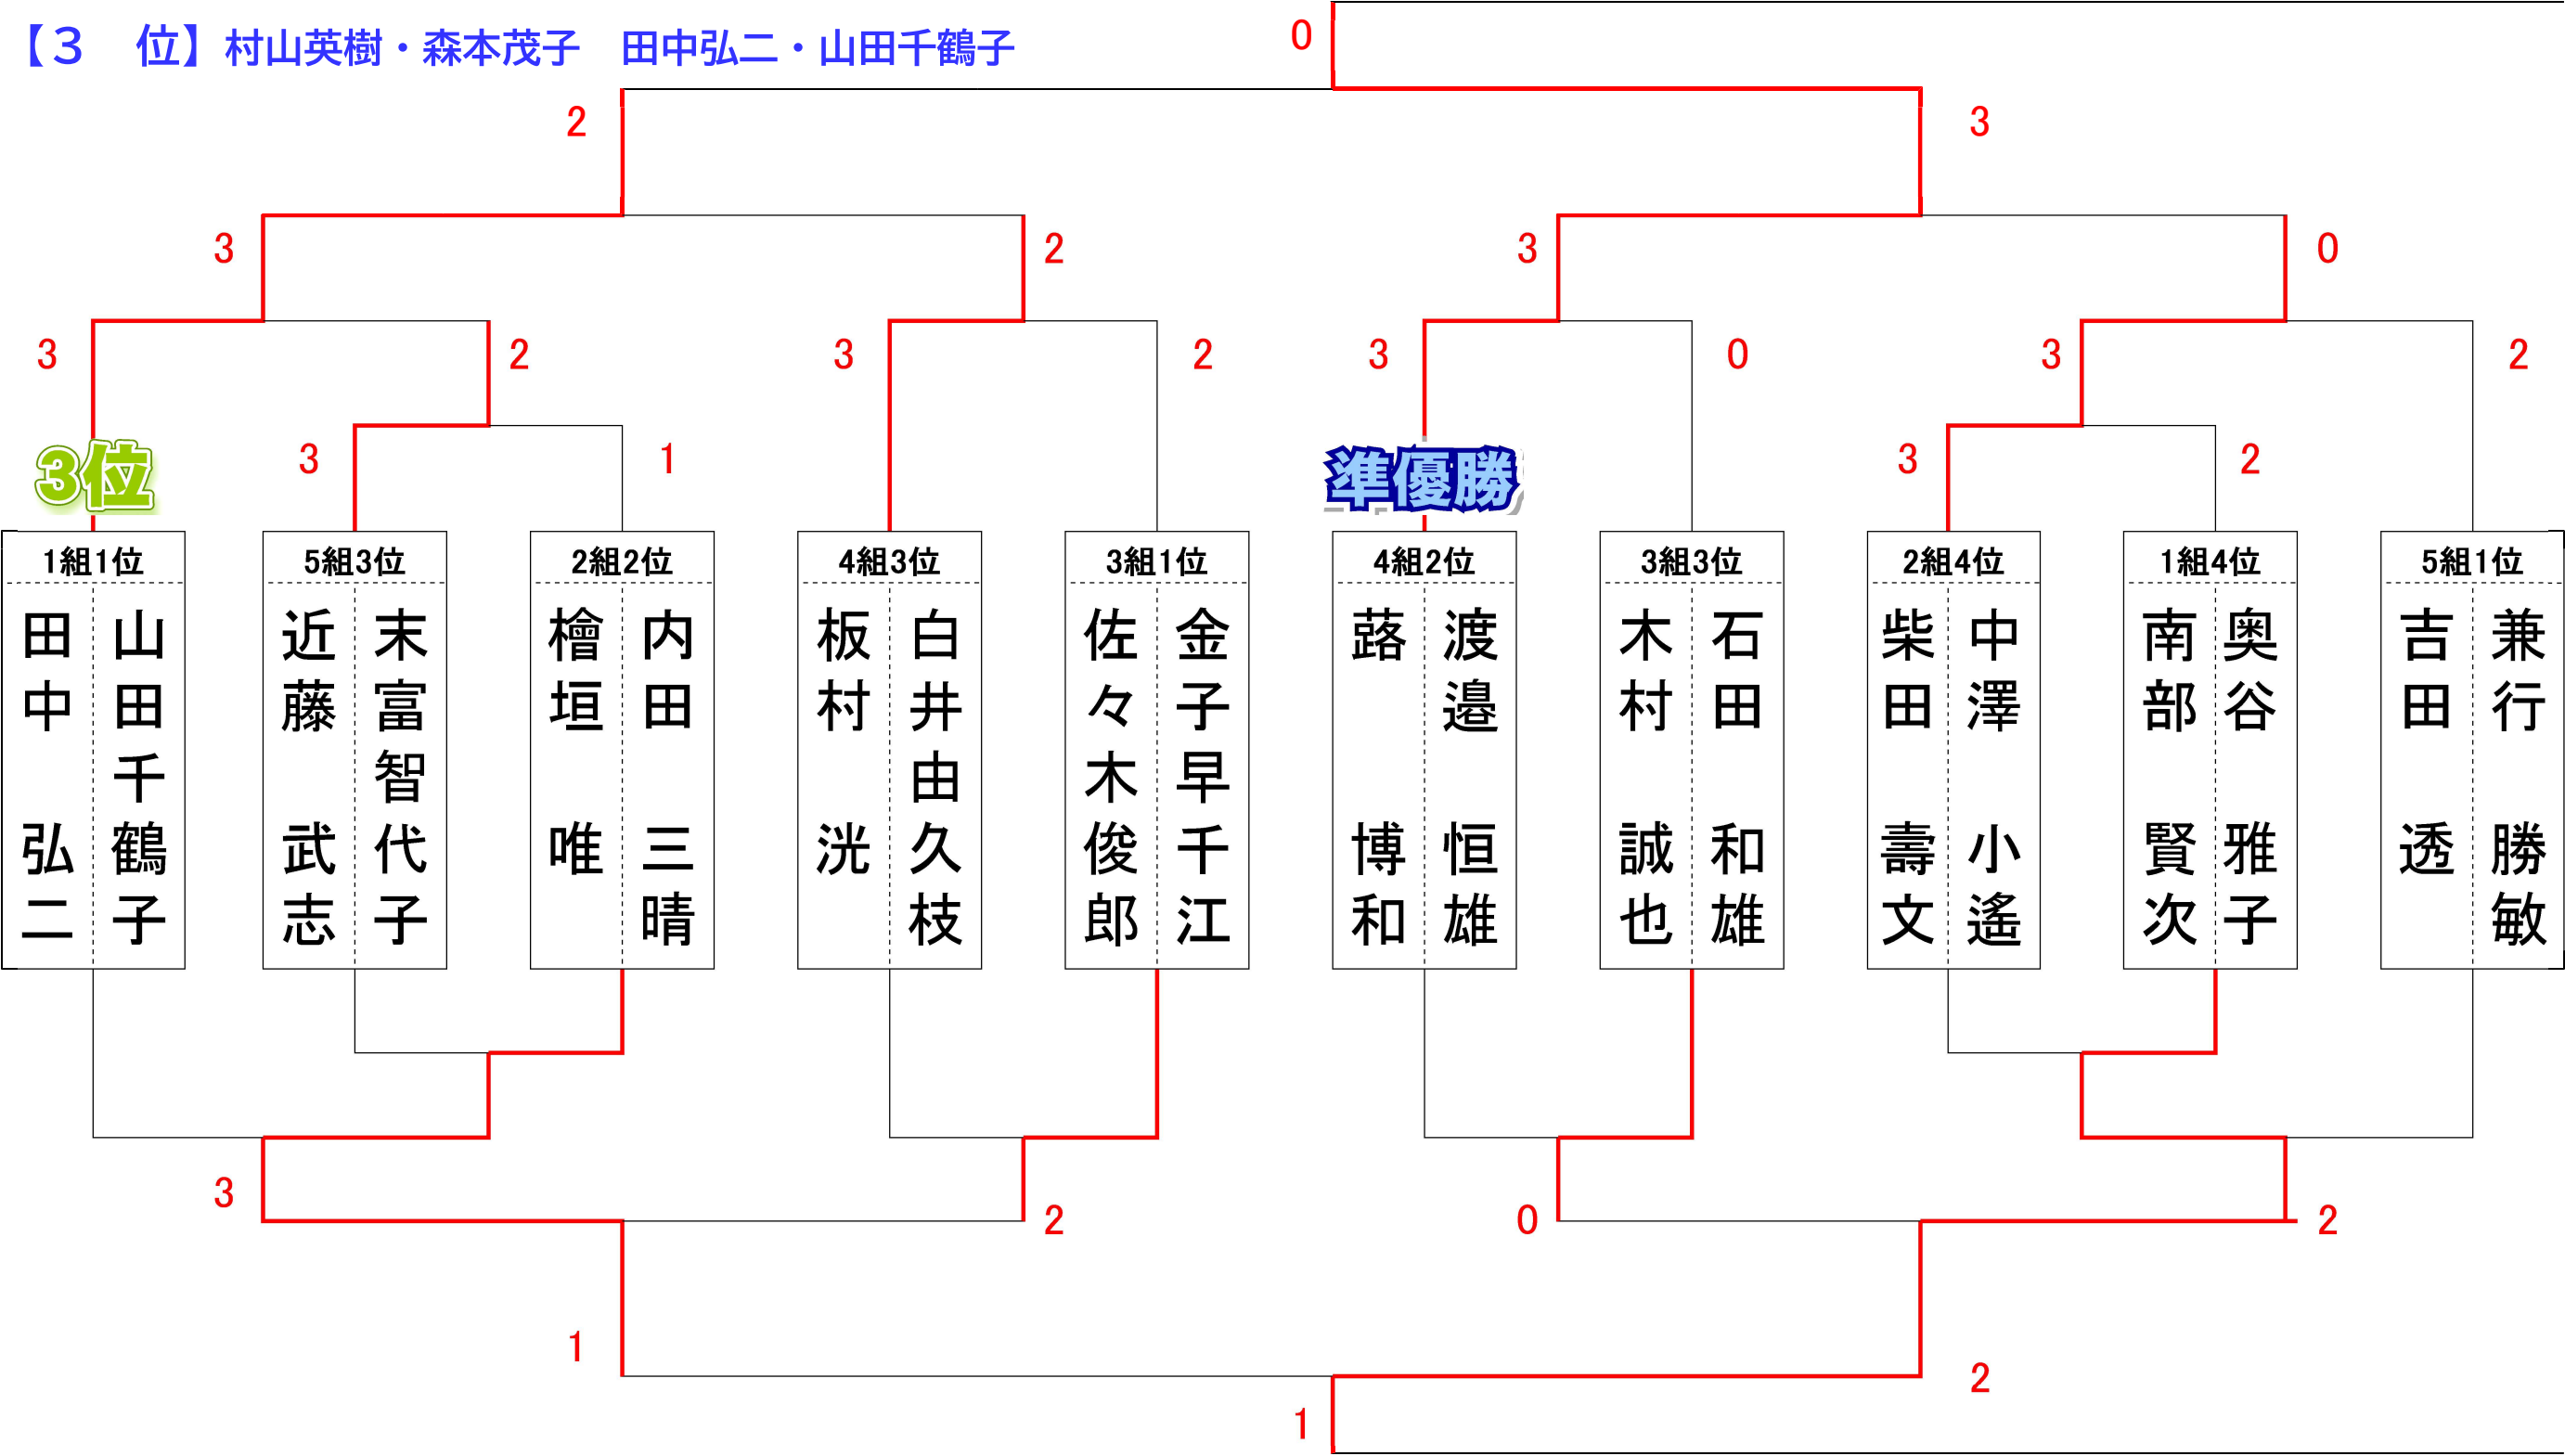 【３　位】村山英樹・森本茂子　田中弘二・山田千鶴子
0
2
3
3
2
3
0
3
2
3
2
3
0
3
2
3
1
3
2
3位
準優勝
1組1位
5組3位
2組2位
4組3位
3組1位
4組2位
3組3位
2組4位
1組4位
5組1位
田中　弘二
山田千鶴子
近藤　武志
末富智代子
檜垣　唯
内田　三晴
板村　洸
白井由久枝
佐々木俊郎
金子早千江
蕗　　博和
渡邉　恒雄
木村　誠也
石田　和雄
柴田　壽文
中澤　小遙
南部　賢次
奥谷　雅子
吉田　透
兼行　勝敏
3
2
0
2
1
2
1